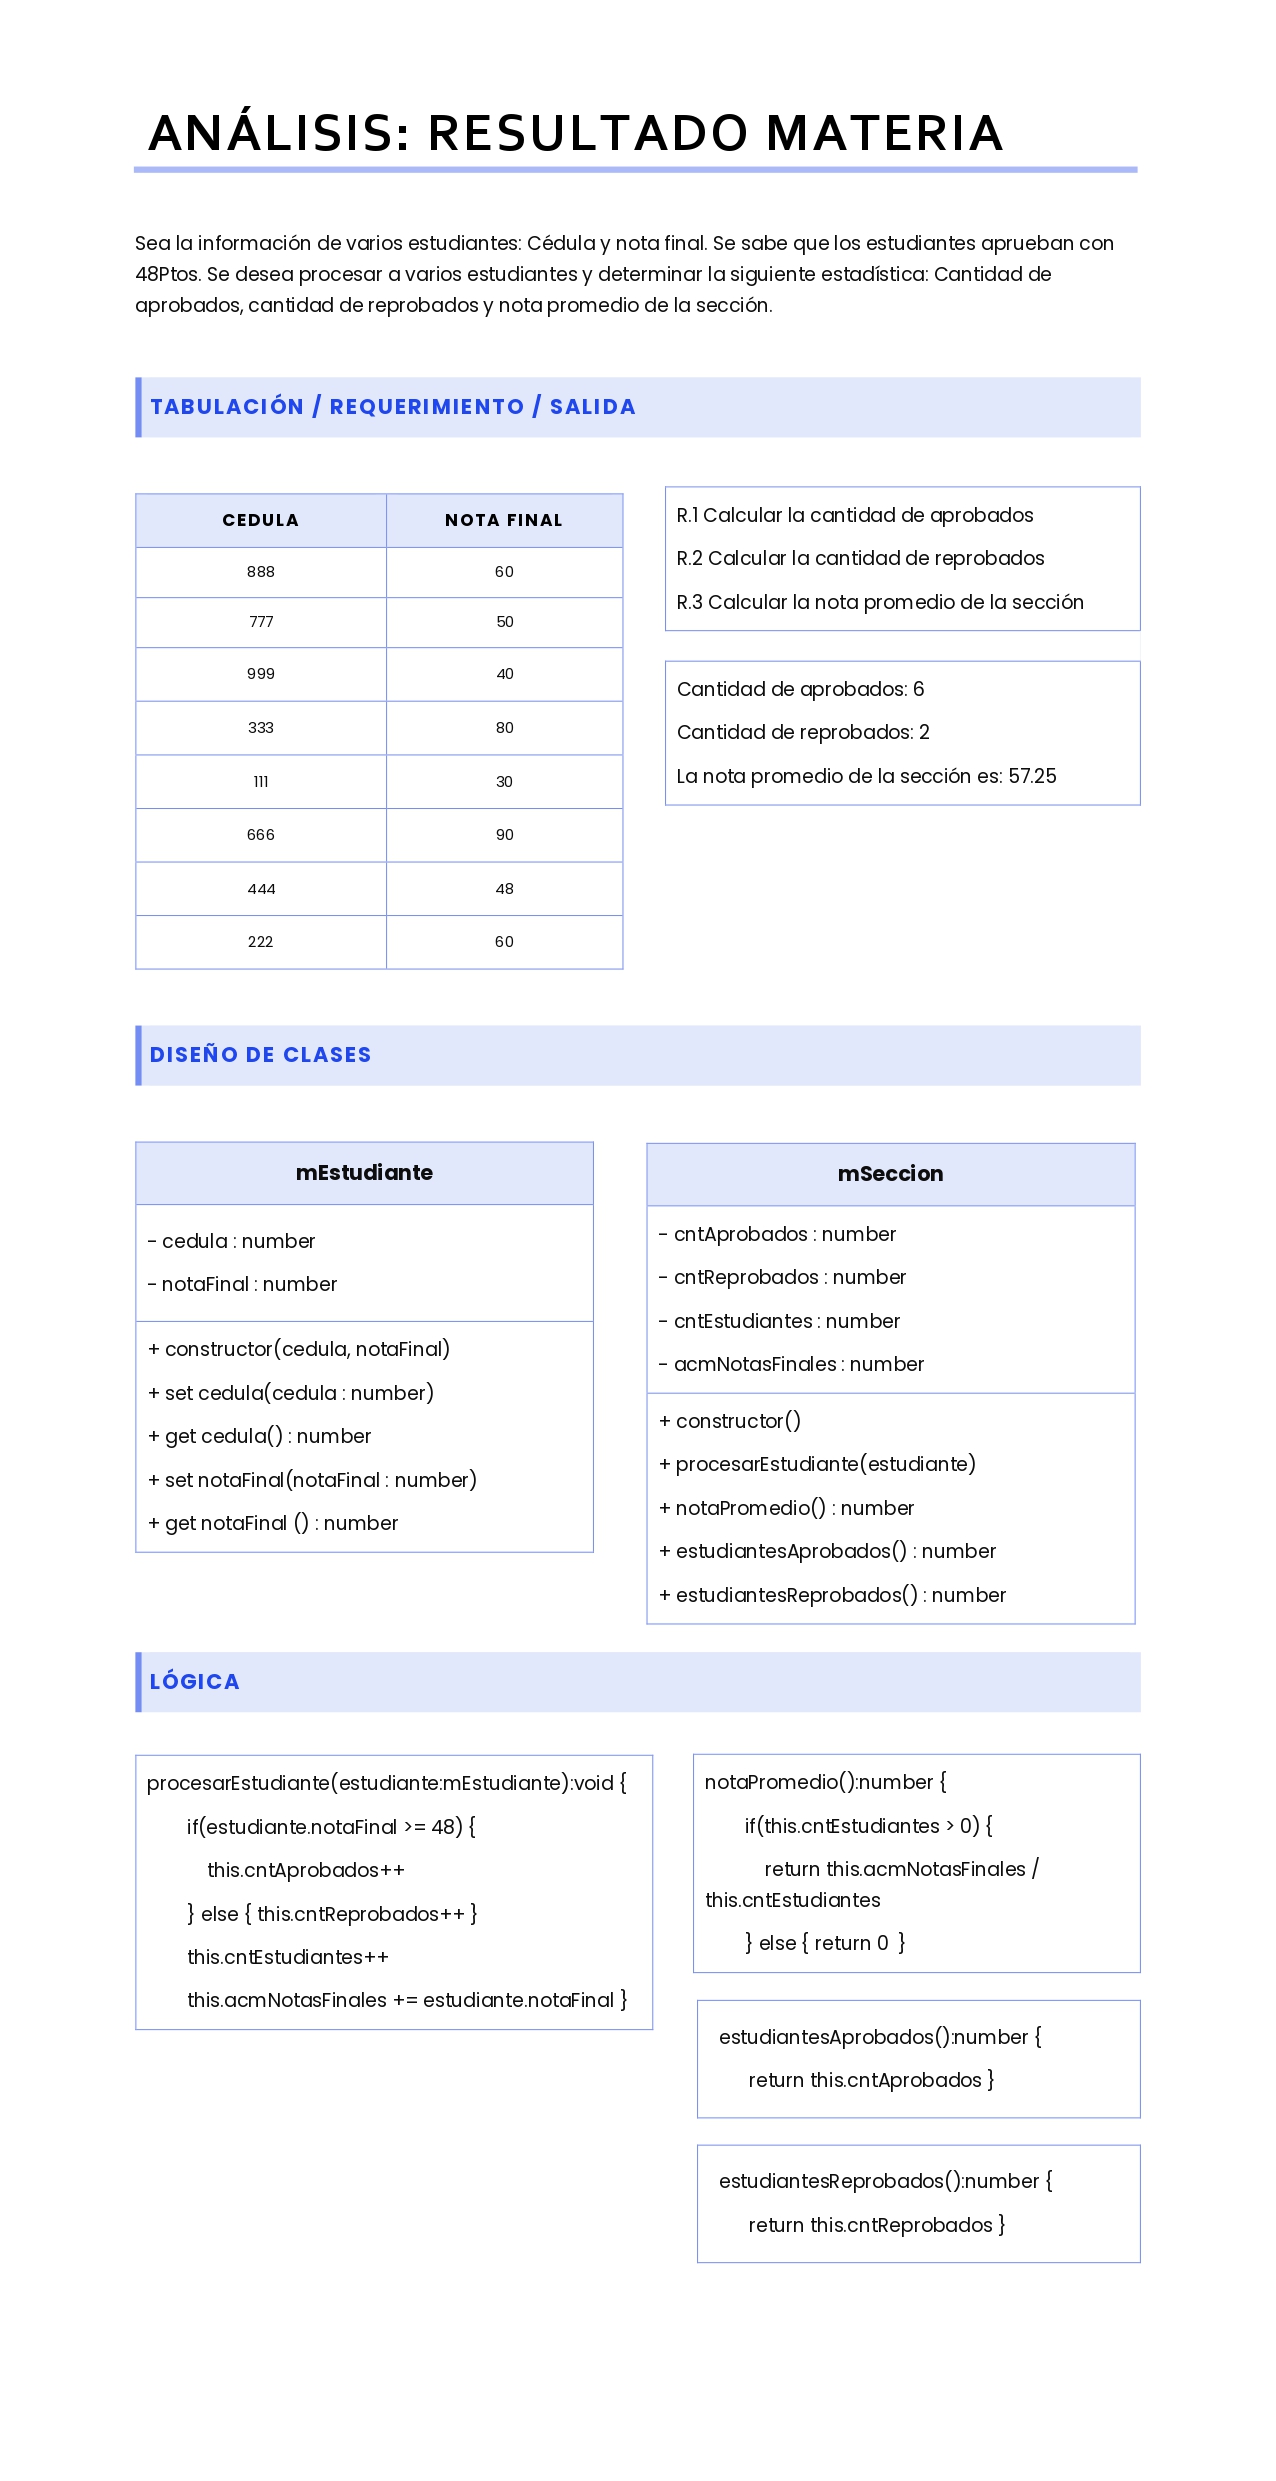 ANÁLISIS: RESULTADO MATERIA
Sea la información de varios estudiantes: Cédula y nota final. Se sabe que los estudiantes aprueban con
48Ptos. Se desea procesar a varios estudiantes y determinar la siguiente estadística: Cantidad de
aprobados, cantidad de reprobados y nota promedio de la sección.
TABULACIÓN / REQUERIMIENTO / SALIDA
CEDULA NOTA FINAL
888 60
777 50
999 40
333 80
111 30
666 90
444 48
222 60
R.1 Calcular la cantidad de aprobados
R.2 Calcular la cantidad de reprobados
R.3 Calcular la nota promedio de la sección
Cantidad de aprobados: 6
Cantidad de reprobados: 2
La nota promedio de la sección es: 57.25
DISEÑO DE CLASES
mEstudiante
- cedula : number
- notaFinal : number
+ constructor(cedula, notaFinal)
+ set cedula(cedula : number)
+ get cedula() : number
+ set notaFinal(notaFinal : number)
+ get notaFinal () : number
mSeccion
- cntAprobados : number
- cntReprobados : number
- cntEstudiantes : number
- acmNotasFinales : number
+ constructor()
+ procesarEstudiante(estudiante)
+ notaPromedio() : number
+ estudiantesAprobados() : number
+ estudiantesReprobados() : number
LÓGICA
procesarEstudiante(estudiante:mEstudiante):void {
if(estudiante.notaFinal >= 48) {
this.cntAprobados++
} else { this.cntReprobados++ }
this.cntEstudiantes++
this.acmNotasFinales += estudiante.notaFinal }
notaPromedio():number {
if(this.cntEstudiantes > 0) {
return this.acmNotasFinales /
this.cntEstudiantes
} else { return 0 }
estudiantesAprobados():number {
return this.cntAprobados }
estudiantesReprobados():number {
return this.cntReprobados }